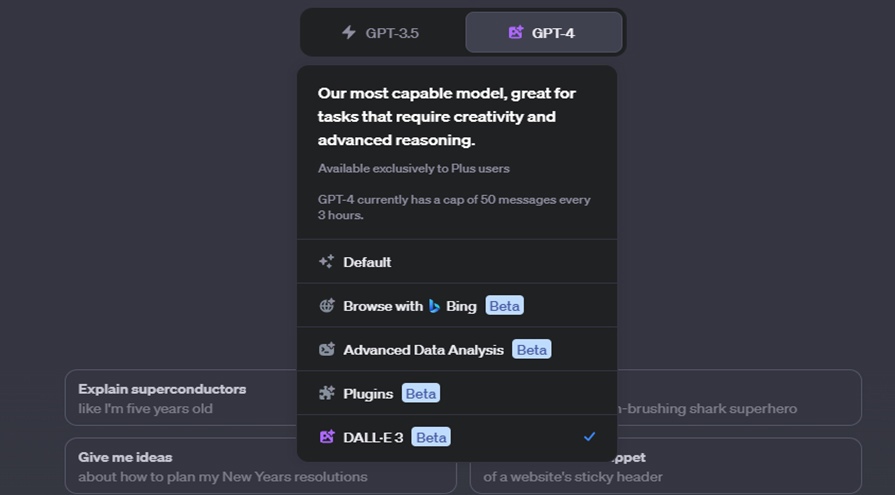 GPT-3.5
GPT-4
Our most capable model, great for
tasks that require creativity and
advanced reasoning.
Available exclusively to Plus users
GPT-4 currently has a cap of 50 messages every
3 hours.
Default
Browse with Bing Beta
Advanced Data Analysis Beta
Plugins Beta
DALL·E 3 Beta
Explain superconductors
like I'm five years old
-brushing shark superhero
Give me ideas
about how to plan my New Years resolutions
of a website's sticky header